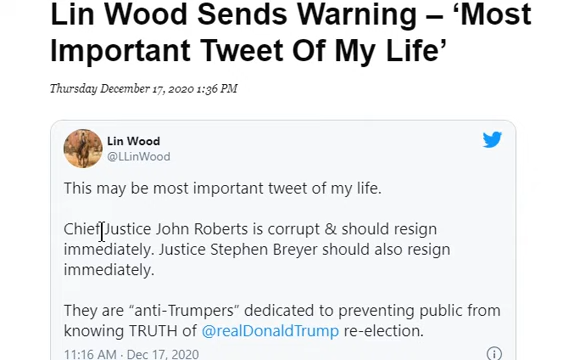 Lin Wood Sends Warning – ‘Most
Important Tweet Of My Life’
Thursday December 17, 2020 1:36 PM
Lin Wood
@LLinWood
This may be most important tweet of my life.
Chief Justice John Roberts is corrupt & should resign
immediately. Justice Stephen Breyer should also resign
immediately.
They are “anti-Trumpers” dedicated to preventing public from
knowing TRUTH of @realDonaldTrump re-election.
11:16 AM · Dec 17, 2020